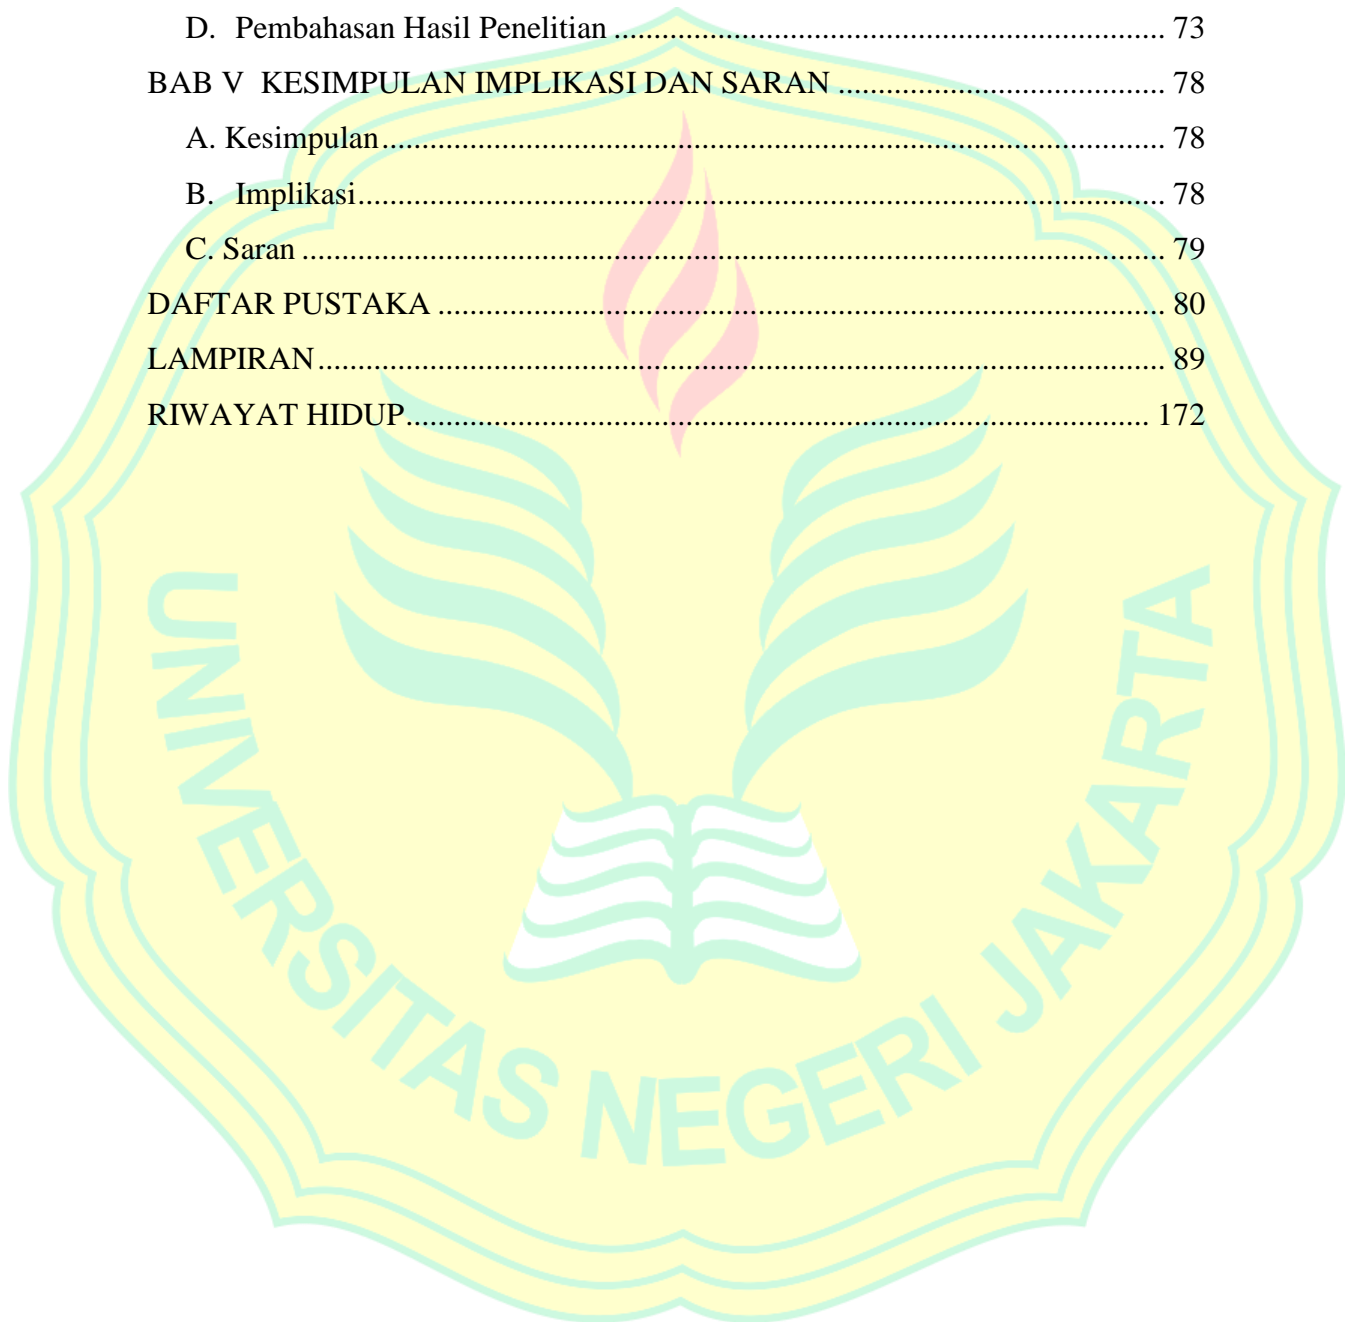 D. Pembahasan Hasil Penelitian ..................................................................... 73
BAB V  KESIMPULAN IMPLIKASI DAN SARAN ......................................... 78
A. Kesimpulan.................................................................................................. 78
B. Implikasi..................................................................................................... 78
C. Saran ............................................................................................................ 79
DAFTAR PUSTAKA ........................................................................................... 80
LAMPIRAN.......................................................................................................... 89
RIWAYAT HIDUP............................................................................................. 172
UNIVERSITAS NEGERI JAKARTA